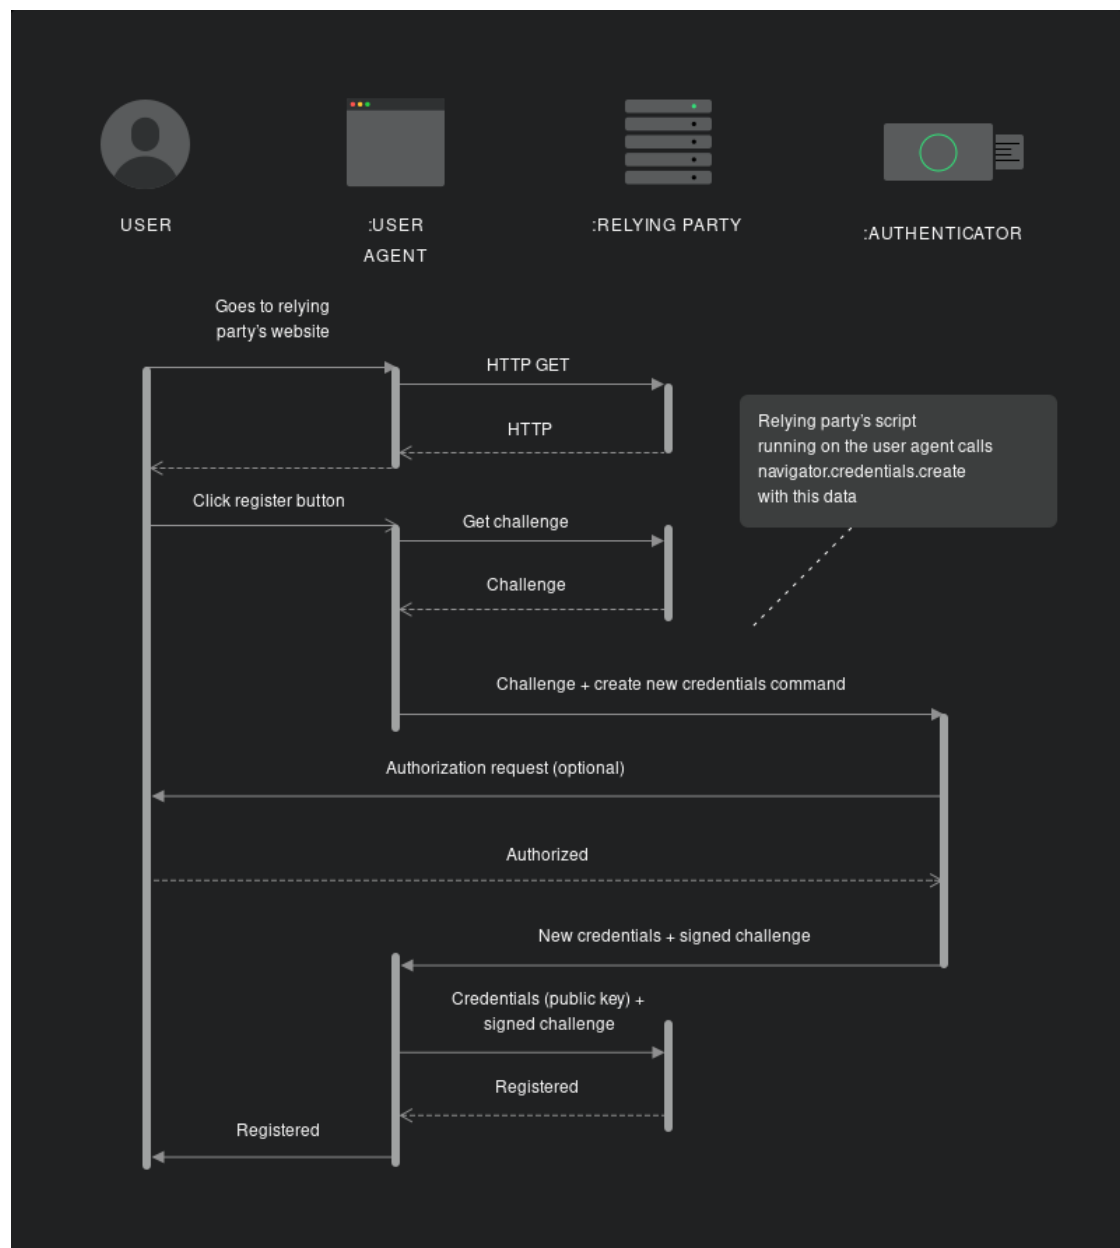 USER
:USER
AGENT
:RELYING PARTY
:AUTHENTICATOR
Goes to relying
party’s website
HTTP GET
HTTP
Relying party’s script
running on the user agent calls
navigator.credentials.create
with this data
Click register button
Get challenge
Challenge
Challenge + create new credentials command
Authorization request (optional)
Authorized
New credentials + signed challenge
Credentials (public key) +
signed challenge
Registered
Registered